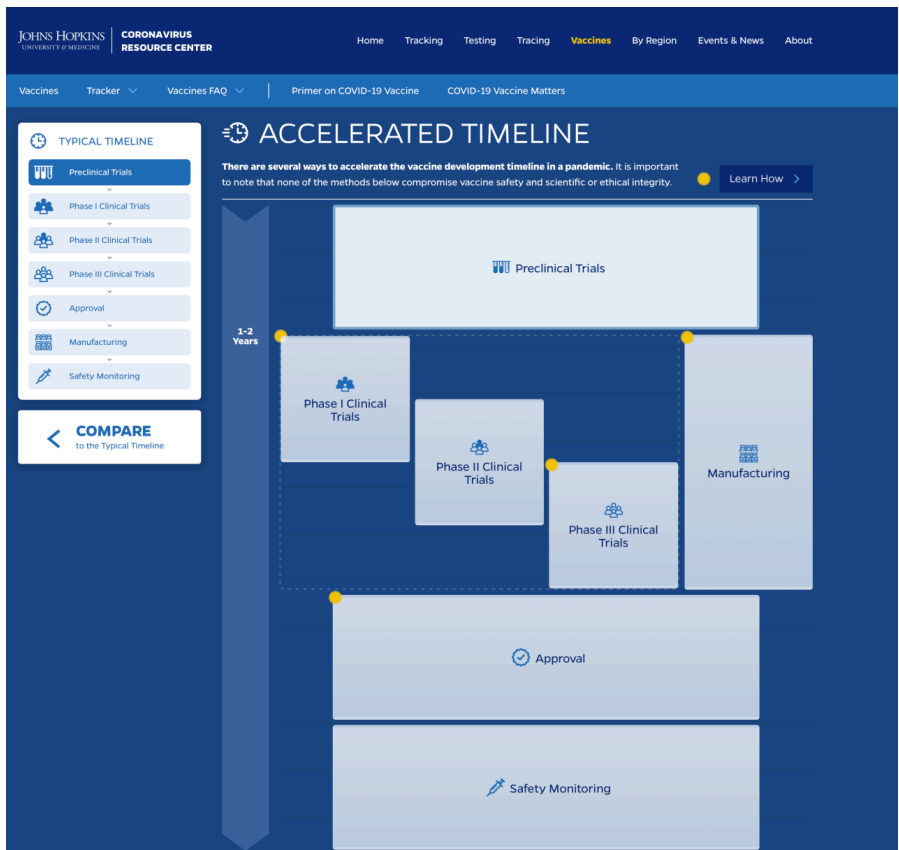 JOHNS HOPKINS
UNIVERSITY & MEDICINE
CORONAVIRUS
RESOURCE CENTER
Home Tracking Testing Tracing Vaccines By Region Events & News About
Vaccines Tracker Vaccines FAQ Primer on COVID-19 Vaccine COVID-19 Vaccine Matters
TYPICAL TIMELINE
Preclinical Trials
Phase I Clinical Trials
Phase II Clinical Trials
Phase III Clinical Trials
Approval
Manufacturing
Safety Monitoring
COMPARE
to the Typical Timeline
ACCELERATED TIMELINE
There are several ways to accelerate the vaccine development timeline in a pandemic. It is important
to note that none of the methods below compromise vaccine safety and scientific or ethical integrity.
Learn How
1-2
Years
Preclinical Trials
Phase I Clinical
Trials
Phase II Clinical
Trials
Phase III Clinical
Trials
Manufacturing
Approval
Safety Monitoring